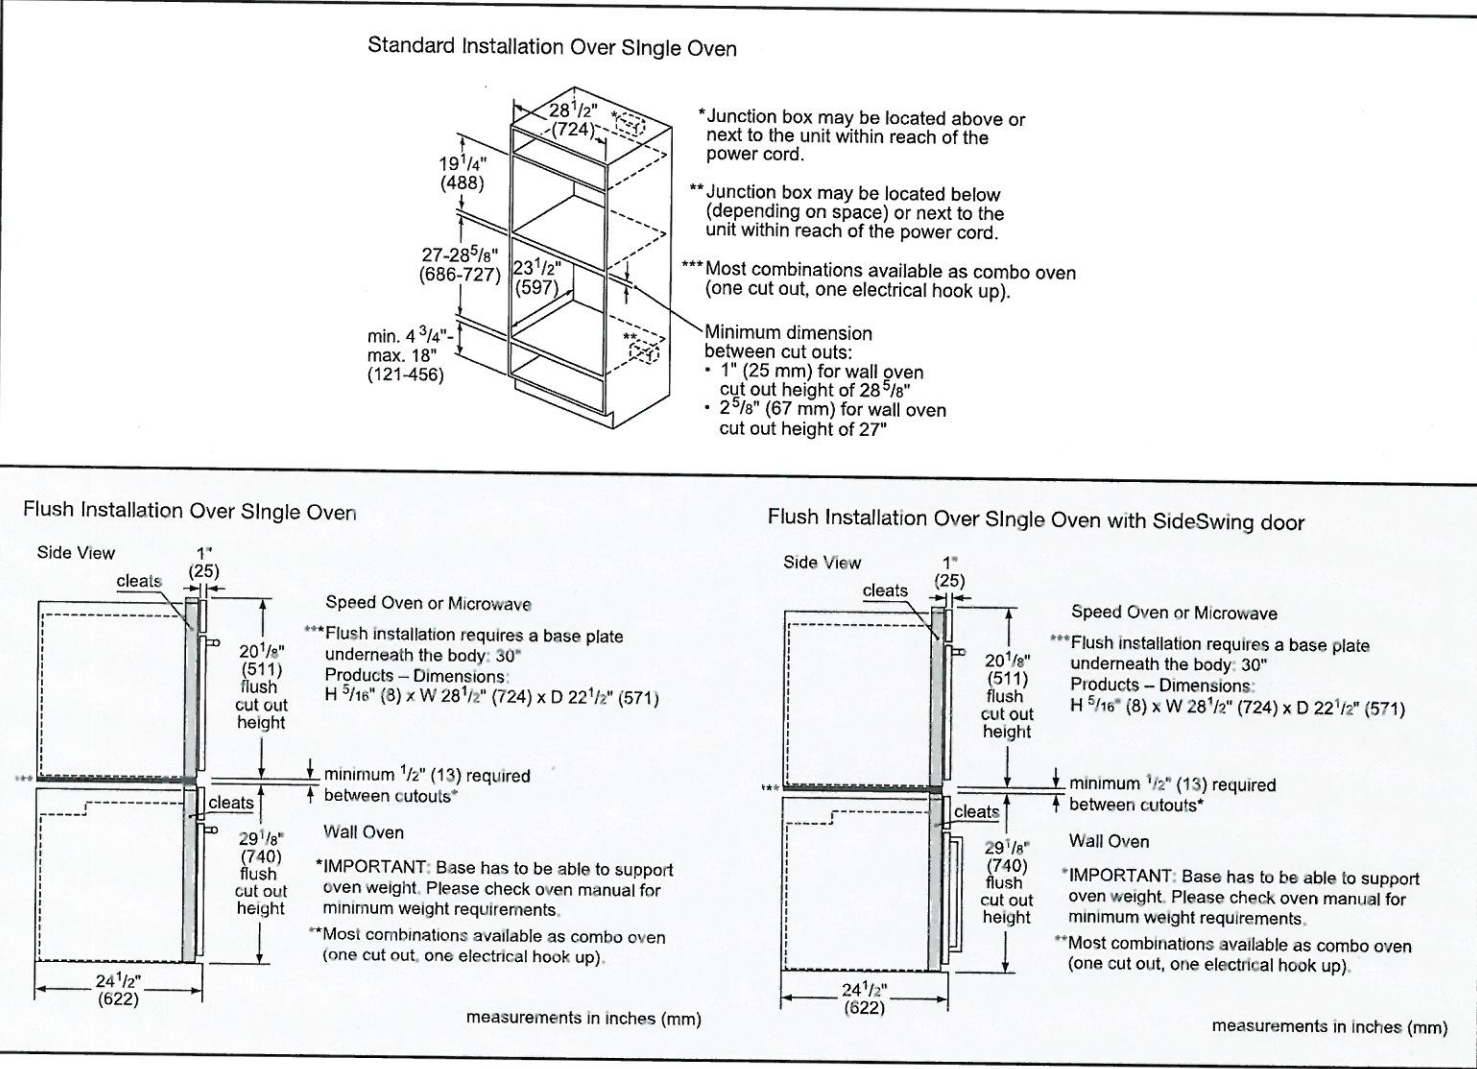 Standard Installation Over SIngle Oven
28 1/2"
(724)
*
19 1/4"
(488)
27-28 5/8"
(686-727)
23 1/2"
(597)
**
min. 4 3/4"-
max. 18"
(121-456)
*Junction box may be located above or
next to the unit within reach of the
power cord.
**Junction box may be located below
(depending on space) or next to the
unit within reach of the power cord.
***Most combinations available as combo oven
(one cut out, one electrical hook up).
Minimum dimension
between cut outs:
• 1" (25 mm) for wall oven
cut out height of 28 5/8"
• 2 5/8" (67 mm) for wall oven
cut out height of 27"
Flush Installation Over SIngle Oven
Side View
1"
(25)
cleats
20 1/8"
(511)
flush
cut out
height
Speed Oven or Microwave
***Flush installation requires a base plate
underneath the body: 30"
Products – Dimensions:
H 5/16" (8) x W 28 1/2" (724) x D 22 1/2" (571)
***
minimum 1/2" (13) required
between cutouts*
cleats
29 1/8"
(740)
flush
cut out
height
Wall Oven
*IMPORTANT: Base has to be able to support
oven weight. Please check oven manual for
minimum weight requirements.
**Most combinations available as combo oven
(one cut out, one electrical hook up).
24 1/2"
(622)
measurements in inches (mm)
Flush Installation Over SIngle Oven with SideSwing door
Side View
1"
(25)
cleats
20 1/8"
(511)
flush
cut out
height
Speed Oven or Microwave
***Flush installation requires a base plate
underneath the body: 30"
Products – Dimensions:
H 5/16" (8) x W 28 1/2" (724) x D 22 1/2" (571)
***
minimum 1/2" (13) required
between cutouts*
cleats
29 1/8"
(740)
flush
cut out
height
Wall Oven
*IMPORTANT: Base has to be able to support
oven weight. Please check oven manual for
minimum weight requirements.
**Most combinations available as combo oven
(one cut out, one electrical hook up).
24 1/2"
(622)
measurements in inches (mm)